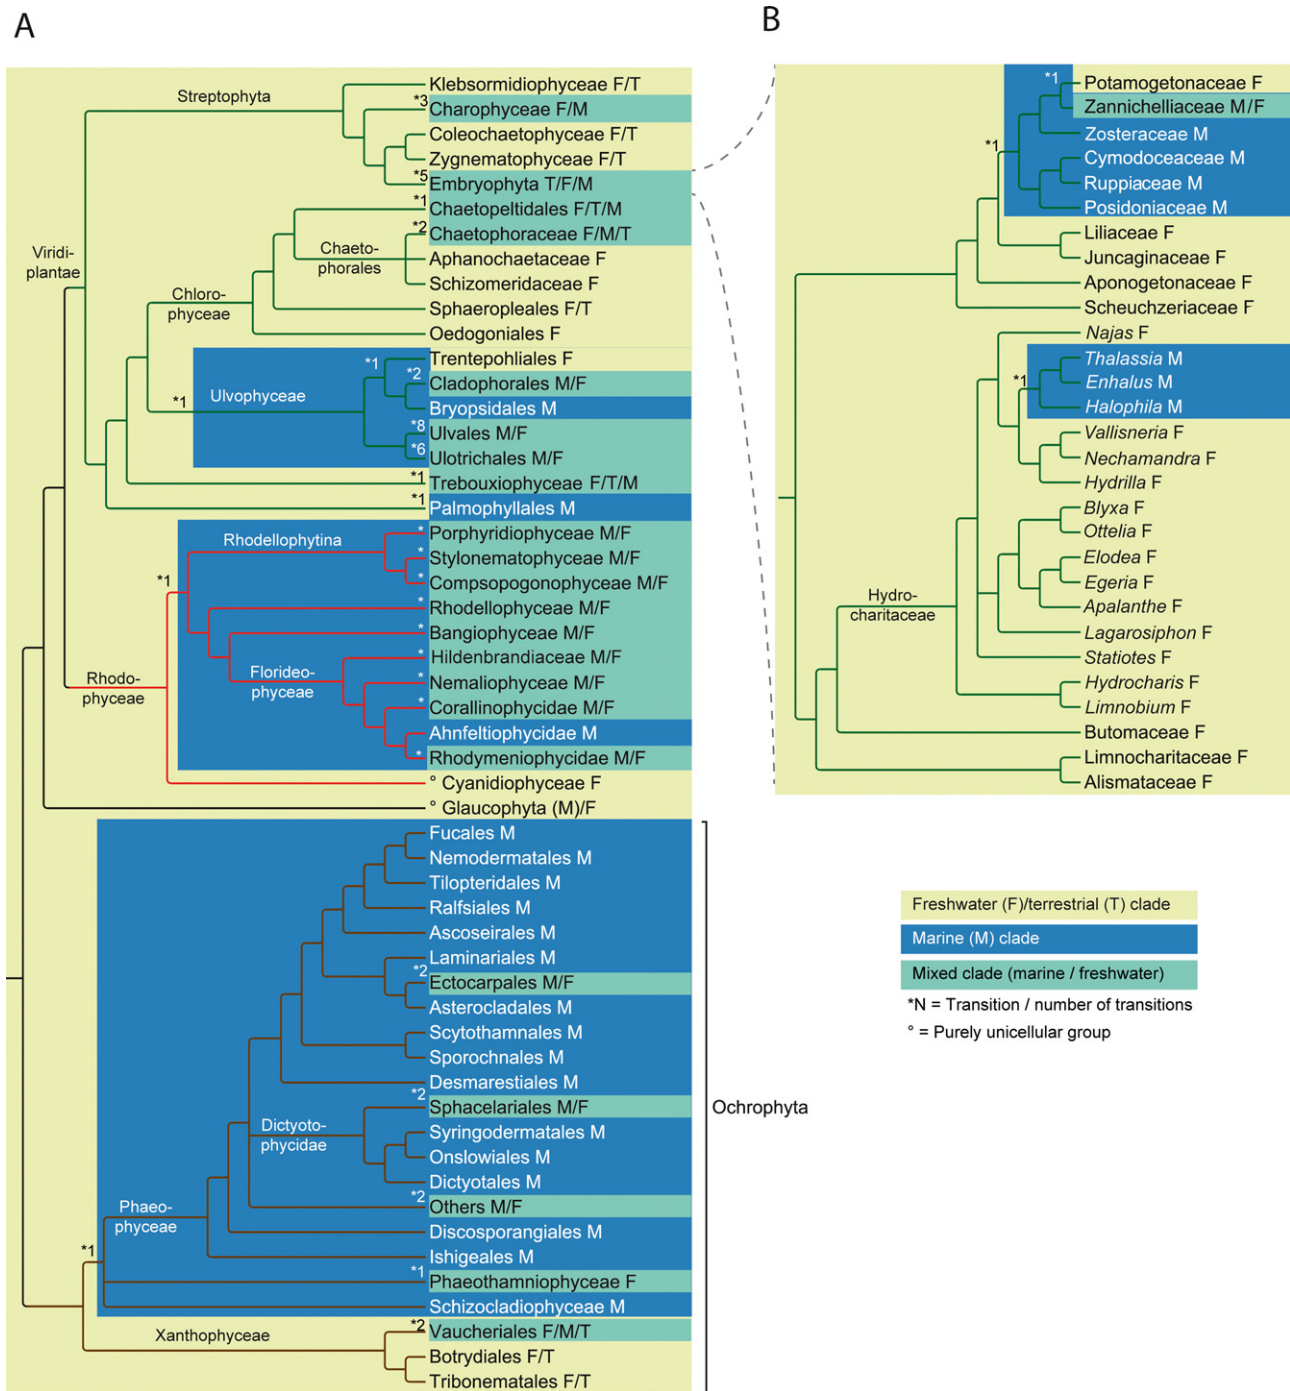 A
Klebsormidiophyceae F/T
Streptophyta
*3
Charophyceae F/M
Coleochaetophyceae F/T
Zygnematophyceae F/T
*5
Embryophyta T/F/M
*1
Chaetopeltidales F/T/M
*2
Chaetophoraceae F/M/T
Chaeto-
phorales
Aphanochaetaceae F
Viridi-
plantae
Schizomeridaceae F
Chloro-
phyceae
Sphaeropleales F/T
Oedogoniales F
*1
Trentepohliales F
*2
Cladophorales M/F
Ulvophyceae
*1
Bryopsidales M
*8
Ulvales M/F
*6
Ulotrichales M/F
*1
Trebouxiophyceae F/T/M
*1
Palmophyllales M
Rhodellophytina
*
Porphyridiophyceae M/F
*
Stylonematophyceae M/F
*1
*
Compsopogonophyceae M/F
*
Rhodellophyceae M/F
*
Bangiophyceae M/F
*
Hildenbrandiaceae M/F
Florideo-
phyceae
Rhodo-
phyceae
*
Nemaliophyceae M/F
*
Corallinophycidae M/F
Ahnfeltiophycidae M
*
Rhodymeniophycidae M/F
° Cyanidiophyceae F
° Glaucophyta (M)/F
Fucales M
Nemodermatales M
Tilopteridales M
Ralfsiales M
Ascoseirales M
Laminariales M
*2
Ectocarpales M/F
Asterocladales M
Scytothamnales M
Sporochnales M
Desmarestiales M
*2
Sphacelariales M/F
Dictyoto-
phycidae
Syringodermatales M
Onslowiales M
Dictyotales M
*2
Others M/F
Phaeo-
phyceae
Discosporangiales M
*1
Ishigeales M
*1
Phaeothamniophyceae F
Schizocladiophyceae M
Xanthophyceae
*2
Vaucheriales F/M/T
Botrydiales F/T
Tribonematales F/T
Ochrophyta
B
*1
Potamogetonaceae F
Zannichelliaceae M/F
Zosteraceae M
*1
Cymodoceaceae M
Ruppiaceae M
Posidoniaceae M
Liliaceae F
Juncaginaceae F
Aponogetonaceae F
Scheuchzeriaceae F
Najas F
Thalassia M
*1
Enhalus M
Halophila M
Vallisneria F
Nechamandra F
Hydrilla F
Blyxa F
Ottelia F
Elodea F
Egeria F
Hydro-
charitaceae
Apalanthe F
Lagarosiphon F
Statiotes F
Hydrocharis F
Limnobium F
Butomaceae F
Limnocharitaceae F
Alismataceae F
Freshwater (F)/terrestrial (T) clade
Marine (M) clade
Mixed clade (marine / freshwater)
*N = Transition / number of transitions
° = Purely unicellular group